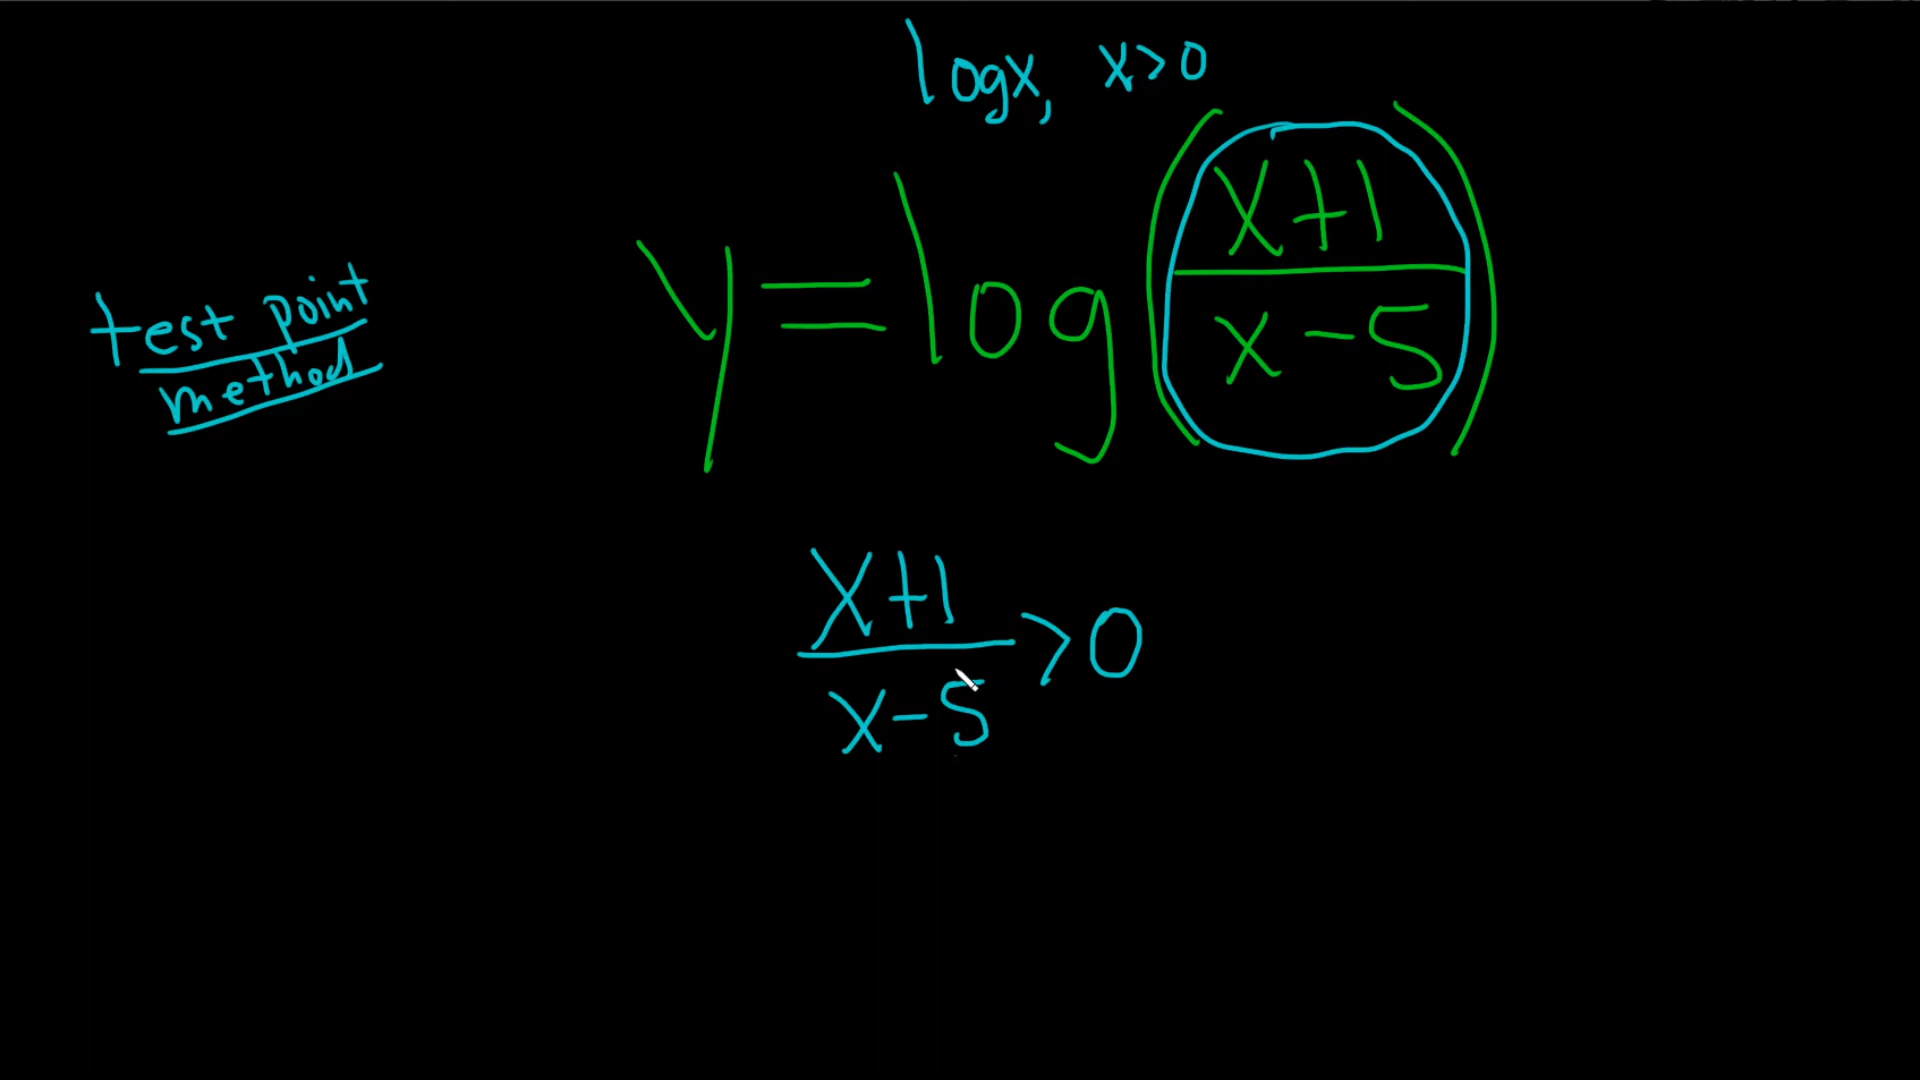 log x, x > 0
y = log((x+1)/(x-5))
test point
method
(x+1)/(x-5) > 0